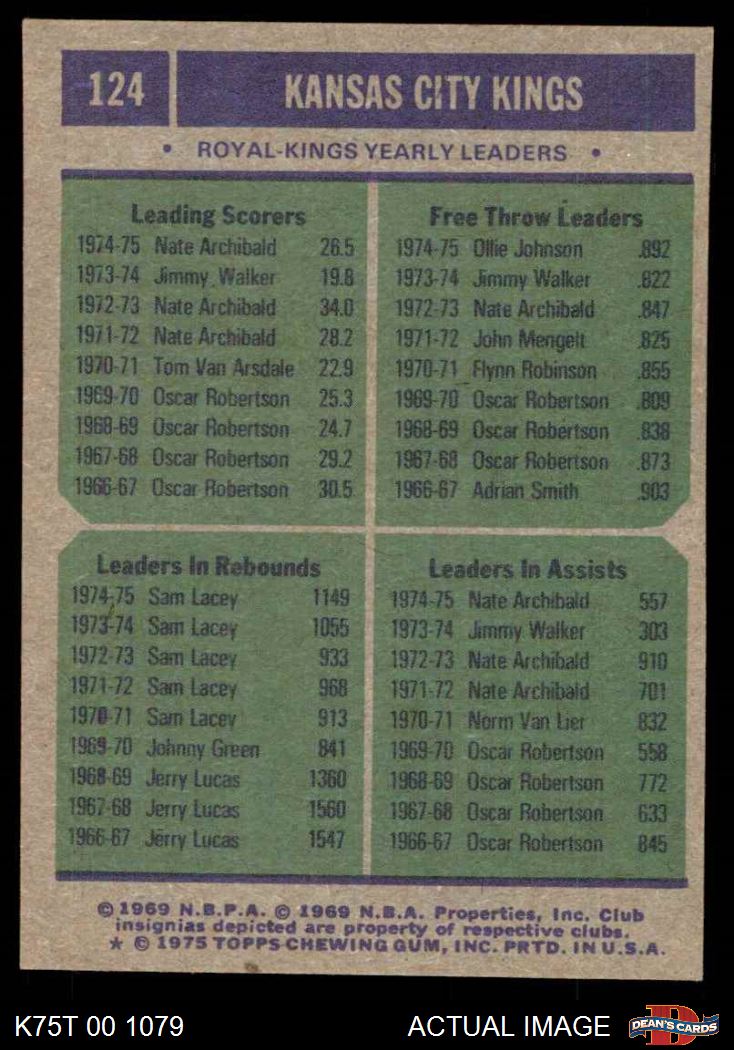 124 KANSAS CITY KINGS
• ROYAL-KINGS YEARLY LEADERS •
Leading Scorers
1974-75 Nate Archibald 26.5
1973-74 Jimmy Walker 19.8
1972-73 Nate Archibald 34.0
1971-72 Nate Archibald 28.2
1970-71 Tom Van Arsdale 22.9
1969-70 Oscar Robertson 25.3
1968-69 Oscar Robertson 24.7
1967-68 Oscar Robertson 29.2
1966-67 Oscar Robertson 30.5
Free Throw Leaders
1974-75 Ollie Johnson .892
1973-74 Jimmy Walker .822
1972-73 Nate Archibald .847
1971-72 John Mengelt .825
1970-71 Flynn Robinson .855
1969-70 Oscar Robertson .809
1968-69 Oscar Robertson .838
1967-68 Oscar Robertson .873
1966-67 Adrian Smith .903
Leaders In Rebounds
1974-75 Sam Lacey 1149
1973-74 Sam Lacey 1055
1972-73 Sam Lacey 933
1971-72 Sam Lacey 968
1970-71 Sam Lacey 913
1969-70 Johnny Green 841
1968-69 Jerry Lucas 1360
1967-68 Jerry Lucas 1560
1966-67 Jerry Lucas 1547
Leaders In Assists
1974-75 Nate Archibald 557
1973-74 Jimmy Walker 303
1972-73 Nate Archibald 910
1971-72 Nate Archibald 701
1970-71 Norm Van Lier 832
1969-70 Oscar Robertson 558
1968-69 Oscar Robertson 772
1967-68 Oscar Robertson 633
1966-67 Oscar Robertson 845
© 1969 N.B.P.A. © 1969 N.B.A. Properties, Inc. Club
insignias depicted are property of respective clubs.
★ © 1975 TOPPS CHEWING GUM, INC. PRTD. IN U.S.A.
K75T 00 1079 ACTUAL IMAGE
DEAN'S CARDS